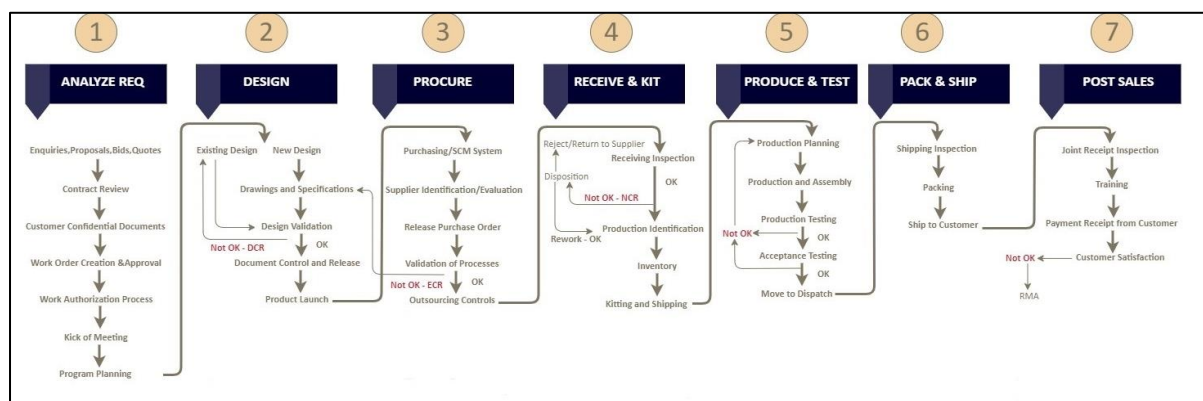 1
ANALYZE REQ
Enquiries,Proposals,Bids,Quotes
Contract Review
Customer Confidential Documents
Work Order Creation &Approval
Work Authorization Process
Kick of Meeting
Program Planning
2
DESIGN
Existing Design
New Design
Drawings and Specifications
Design Validation
Not OK - DCR
OK
Document Control and Release
Product Launch
3
PROCURE
Purchasing/SCM System
Supplier Identification/Evaluation
Release Purchase Order
Validation of Processes
Not OK - ECR
OK
Outsourcing Controls
4
RECEIVE & KIT
Reject/Return to Supplier
Receiving Inspection
Disposition
OK
Not OK - NCR
Production Identification
Rework - OK
Inventory
Kitting and Shipping
5
PRODUCE & TEST
Production Planning
Production and Assembly
Production Testing
Not OK
OK
Acceptance Testing
OK
Move to Dispatch
6
PACK & SHIP
Shipping Inspection
Packing
Ship to Customer
7
POST SALES
Joint Receipt Inspection
Training
Payment Receipt from Customer
Not OK
Customer Satisfaction
RMA